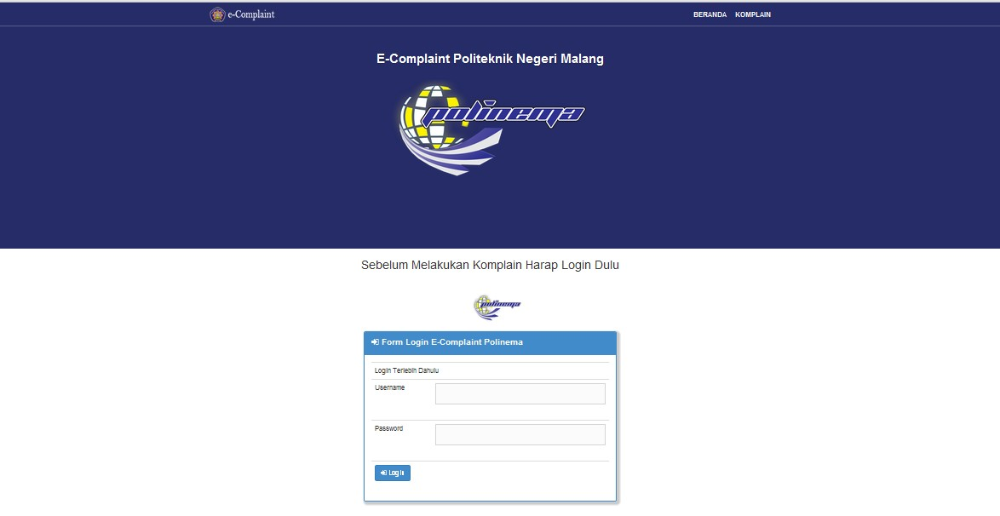 e-Complaint
BERANDA KOMPLAIN
E-Complaint Politeknik Negeri Malang
polinema
Sebelum Melakukan Komplain Harap Login Dulu
polinema
Form Login E-Complaint Polinema
Login Terlebih Dahulu
Username
Password
Log In